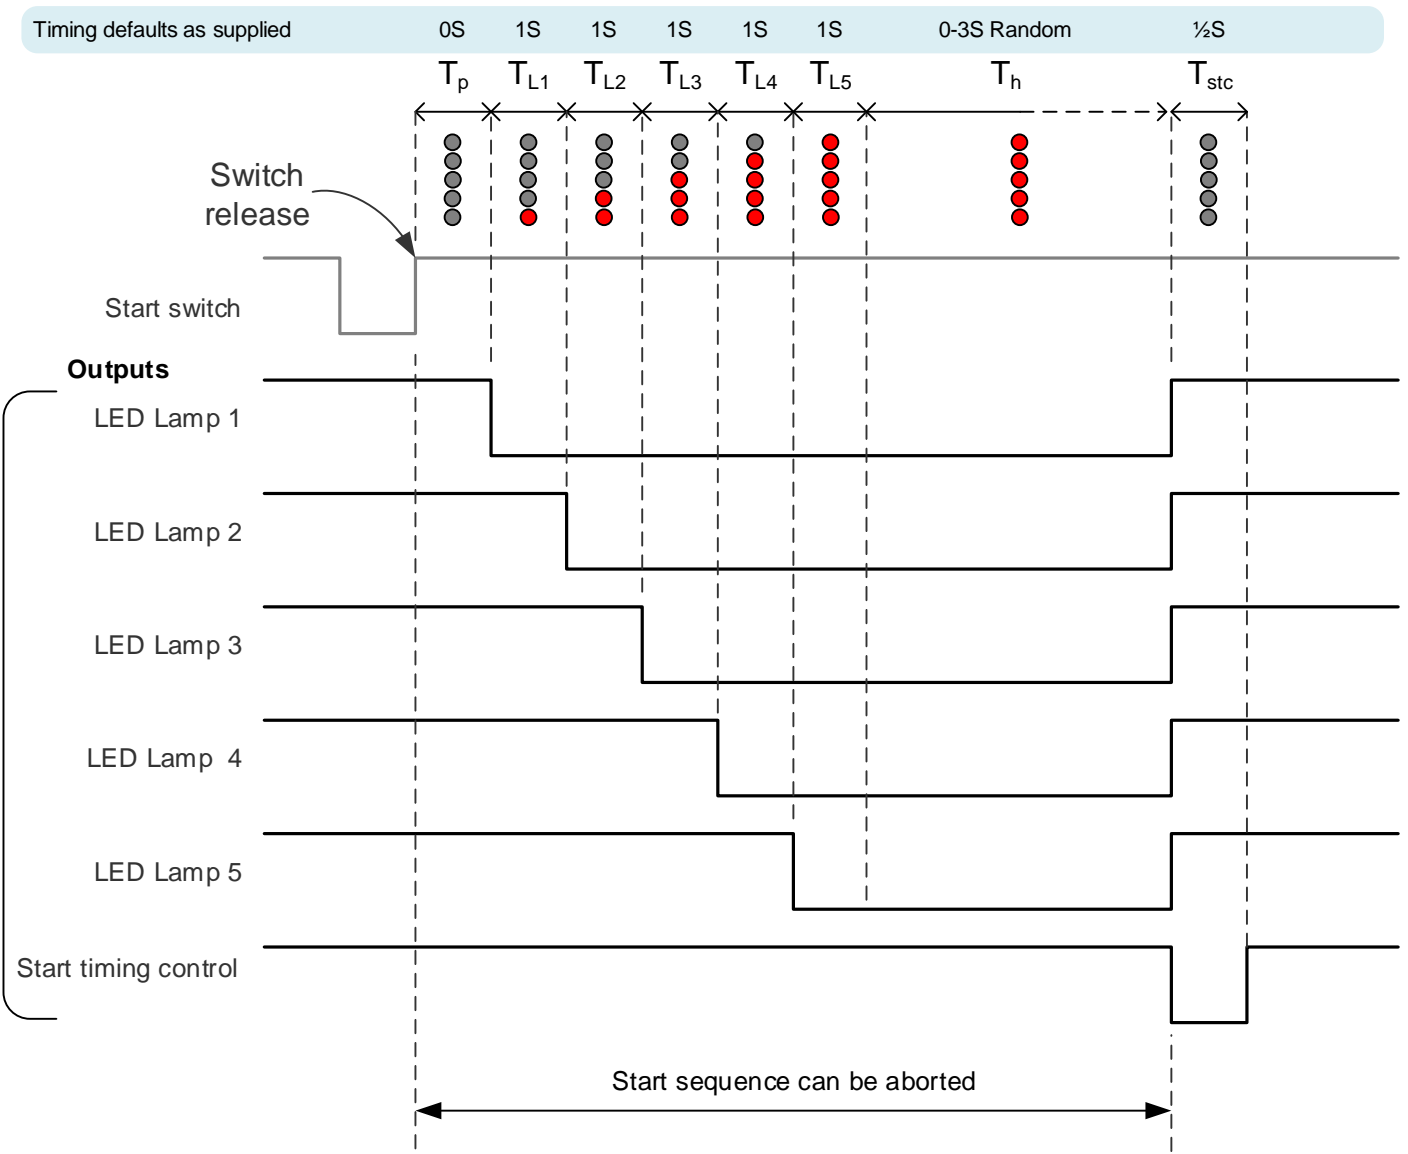 Timing defaults as supplied 0S 1S 1S 1S 1S 1S 0-3S Random ½S
Tp TL1 TL2 TL3 TL4 TL5 Th Tstc
Switch
release
Start switch
Outputs
LED Lamp 1
LED Lamp 2
LED Lamp 3
LED Lamp 4
LED Lamp 5
Start timing control
Start sequence can be aborted